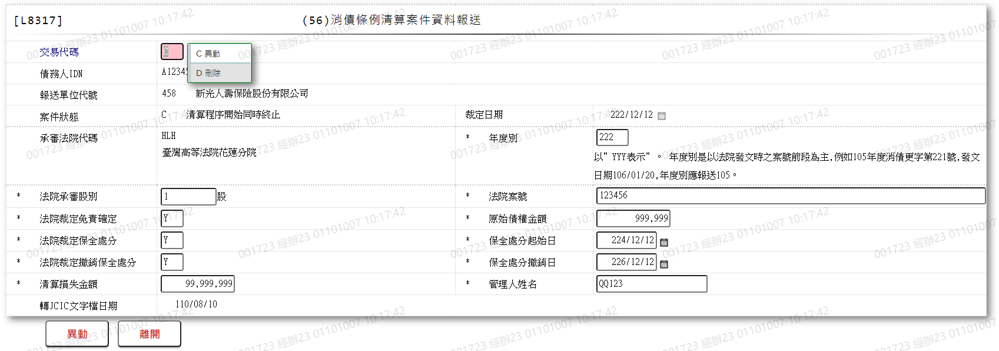 [L8317] (56)消債條例清算案件資料報送
交易代碼 C
C 異動
D 刪除
債務人IDN A1234
報送單位代號 458 新光人壽保險股份有限公司
案件狀態 C 清算程序開始同時終止 裁定日期 222/12/12
承審法院代碼 HLH * 年度別 222
臺灣高等法院花蓮分院
以”YYY表示”。 年度別是以法院發文時之案號前段為主,例如105年度消債更字第221號,發文
日期106/01/20,年度別應報送105。
* 法院承審股別 1 股 * 法院案號 123456
* 法院裁定免責確定 Y * 原始債權金額 999,999
* 法院裁定保全處分 Y * 保全處分起始日 224/12/12
* 法院裁定撤銷保全處分 Y * 保全處分撤銷日 226/12/12
* 清算損失金額 99,999,999 * 管理人姓名 QQ123
轉JCIC文字檔日期 110/08/10
異動 離開
001723 經辦23 01101007 10:17:42